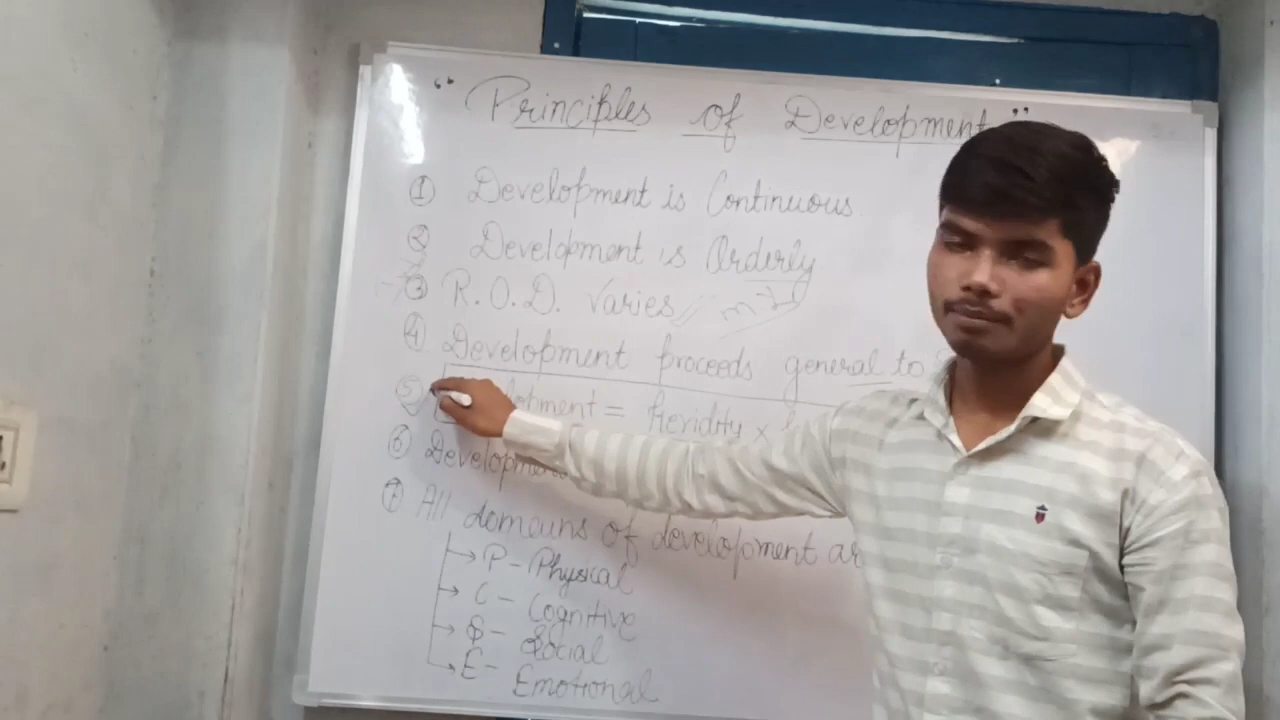 "Principles of Development"
① Development is Continuous
② Development is Orderly
③ R.O.D. varies
④ Development proceeds general to
⑤ lopment = Heridity x
⑥ Developm
⑦ All domains of development ar
→ P - Physical
→ C - Cognitive
→ S - Social
→ E - Emotional